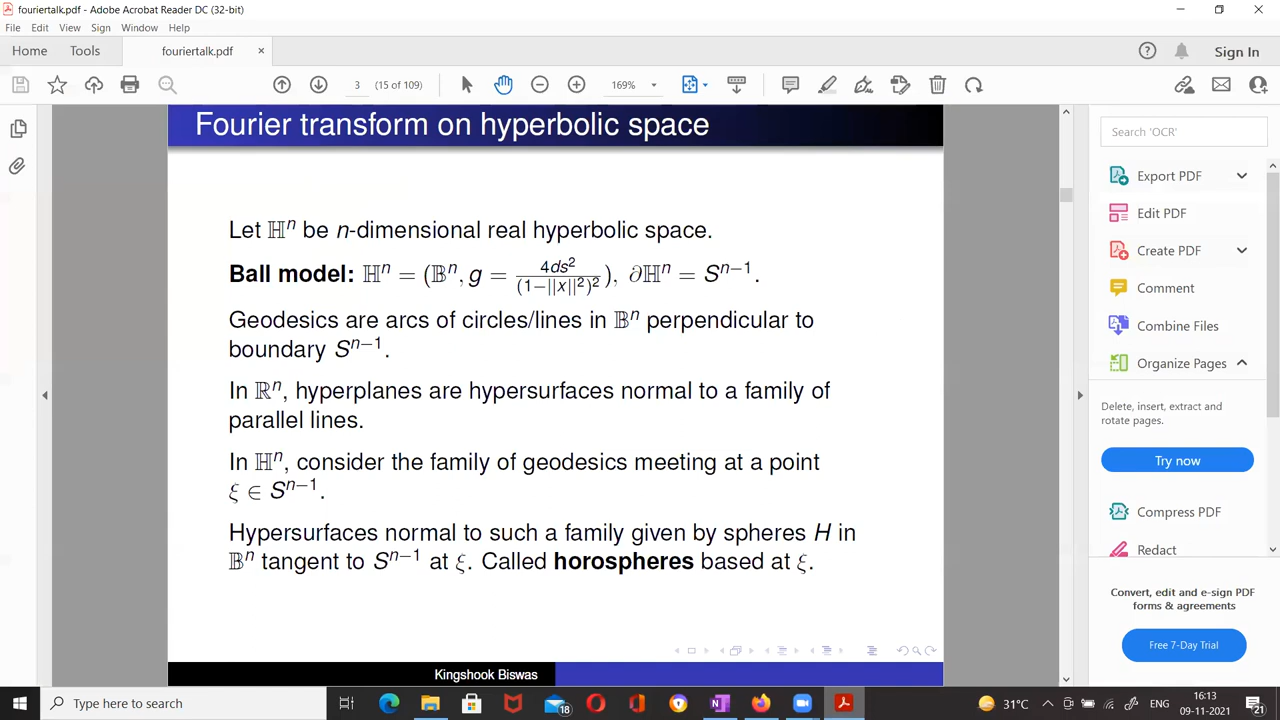 fouriertalk.pdf - Adobe Acrobat Reader DC (32-bit)
File Edit View Sign Window Help
Home Tools fouriertalk.pdf × Sign In
3 (15 of 109) 169%
Fourier transform on hyperbolic space
Let ℍⁿ be n-dimensional real hyperbolic space.
Ball model: ℍⁿ = (𝔹ⁿ, g = 4ds²/(1−||x||²)²), ∂ℍⁿ = Sⁿ⁻¹.
Geodesics are arcs of circles/lines in 𝔹ⁿ perpendicular to
boundary Sⁿ⁻¹.
In ℝⁿ, hyperplanes are hypersurfaces normal to a family of
parallel lines.
In ℍⁿ, consider the family of geodesics meeting at a point
ξ ∈ Sⁿ⁻¹.
Hypersurfaces normal to such a family given by spheres H in
𝔹ⁿ tangent to Sⁿ⁻¹ at ξ. Called horospheres based at ξ.
Kingshook Biswas
Search 'OCR'
Export PDF
Edit PDF
Create PDF
Comment
Combine Files
Organize Pages
Delete, insert, extract and
rotate pages.
Try now
Compress PDF
Redact
Convert, edit and e-sign PDF
forms & agreements
Free 7-Day Trial
Type here to search
18
31°C
ENG
16:13
09-11-2021
21